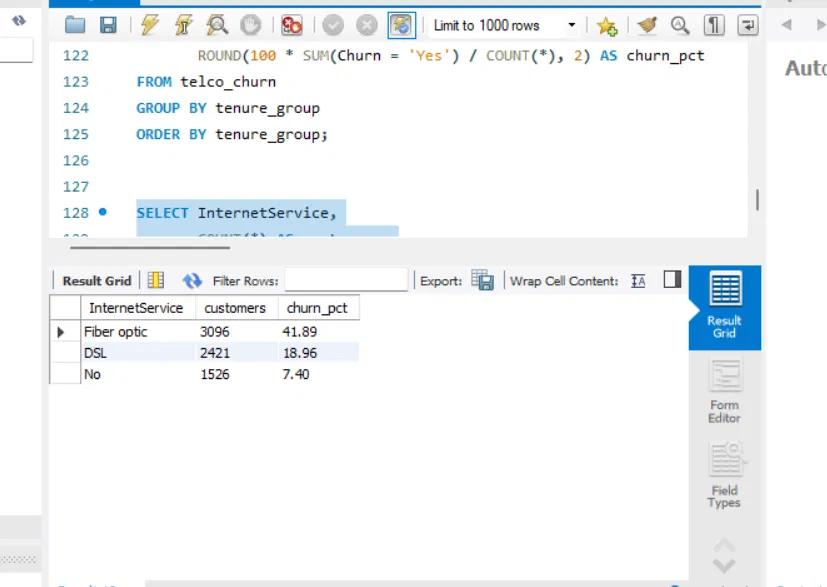 Limit to 1000 rows
122 ROUND(100 * SUM(Churn = 'Yes') / COUNT(*), 2) AS churn_pct
123 FROM telco_churn
124 GROUP BY tenure_group
125 ORDER BY tenure_group;
126
127
128 SELECT InternetService,
Result Grid Filter Rows: Export: Wrap Cell Content: IA
InternetService customers churn_pct
Fiber optic 3096 41.89
DSL 2421 18.96
No 1526 7.40
Result
Grid
Form
Editor
Field
Types